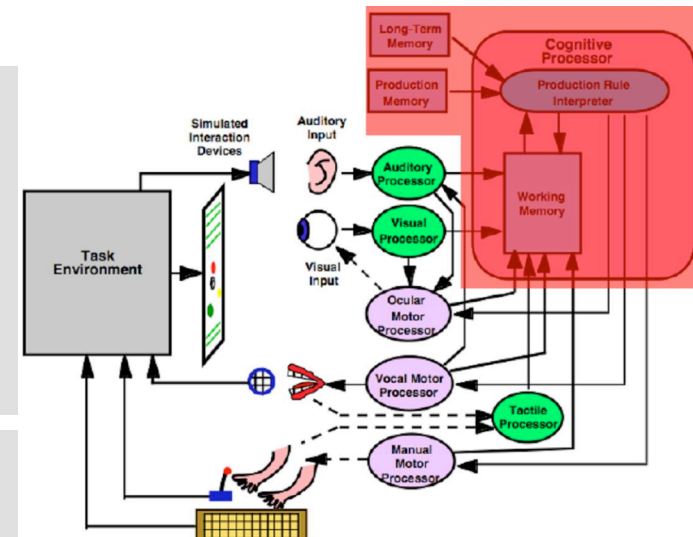 Long-Term
Memory
Cognitive
Processor
Production
Memory
Production Rule
Interpreter
Simulated
Interaction
Devices
Auditory
Input
Auditory
Processor
Working
Memory
Visual
Processor
Task
Environment
Visual
Input
Ocular
Motor
Processor
Vocal Motor
Processor
Tactile
Processor
Manual
Motor
Processor